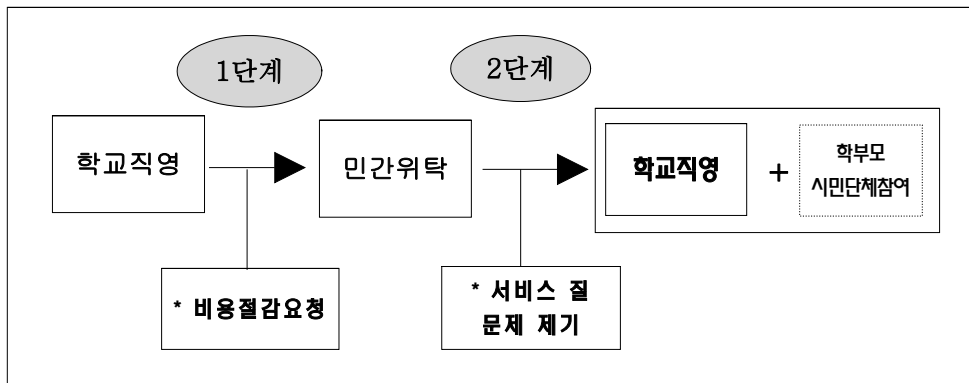 1단계
2단계
학교직영
민간위탁
학교직영
+
학부모
시민단체참여
* 비용절감요청
* 서비스 질
문제 제기